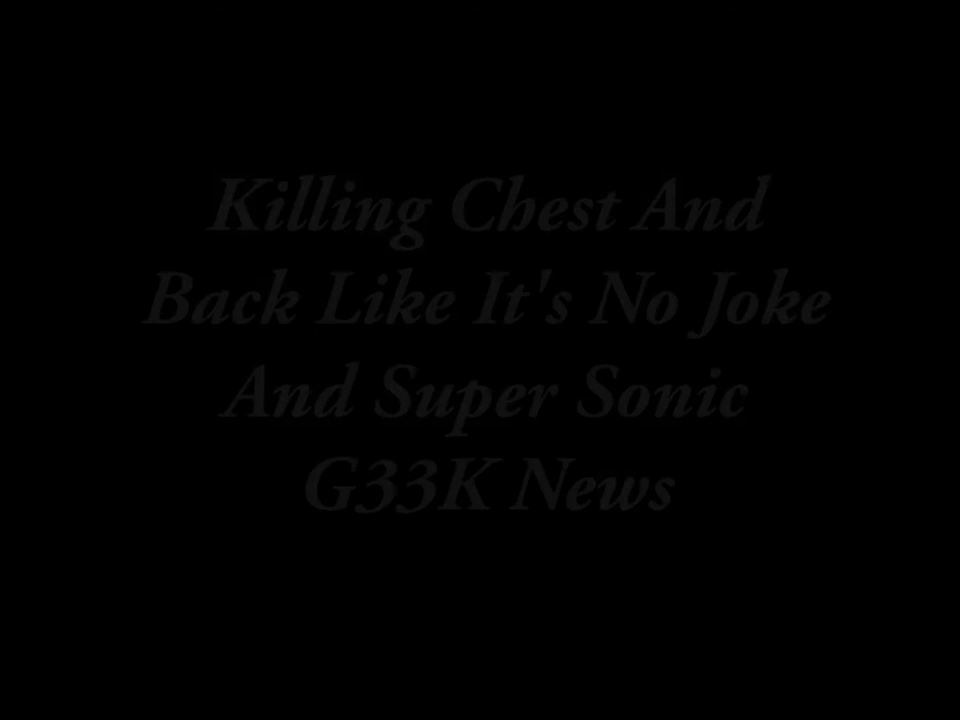 Killing Chest And
Back Like It's No Joke
And Super Sonic
G33K News